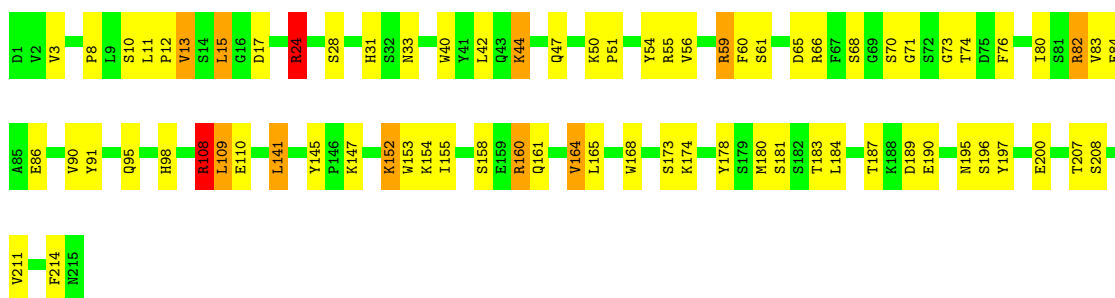 D1 V2 V3 P8 L9 S10 L11 P12 V13 S14 L15 G16 D17 R24 S28 H31 S32 N33 W40 Y41 L42 Q43 K44 Q47 K50 P51 Y54 R55 V56 R59 F60 S61 D65 R66 F67 S68 G69 S70 G71 S72 G73 T74 D75 F76 I80 S81 R82 V83
A85 E86 V90 Y91 Q95 H98 R108 L109 E110 L141 Y145 P146 K147 K152 W153 K154 I155 S158 E159 R160 Q161 V164 L165 W168 S173 K174 Y178 S179 M180 S181 S182 T183 L184 T187 K188 D189 E190 N195 S196 Y197 E200 T207 S208
V211 F214 N215